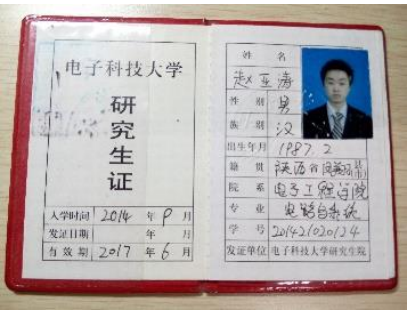 电子科技大学
研究生证
入学时间 2014 年 9 月
发证日期 年 月
有效期 2017 年 6 月
姓名 赵亚涛
性别 男
族别 汉
出生年月 1987.2
籍贯 陕西省 县(市)
院系 电子工程学院
专业 电路与系统
学号 201421020124
发证单位 电子科技大学研究生院